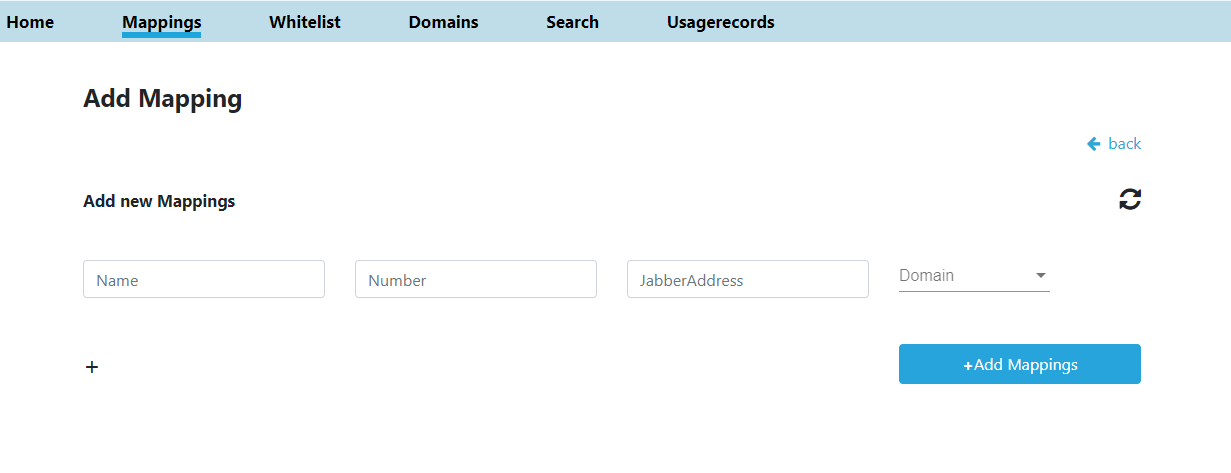 Home Mappings Whitelist Domains Search Usagerecords
Add Mapping
back
Add new Mappings
Name Number JabberAddress Domain
+ +Add Mappings